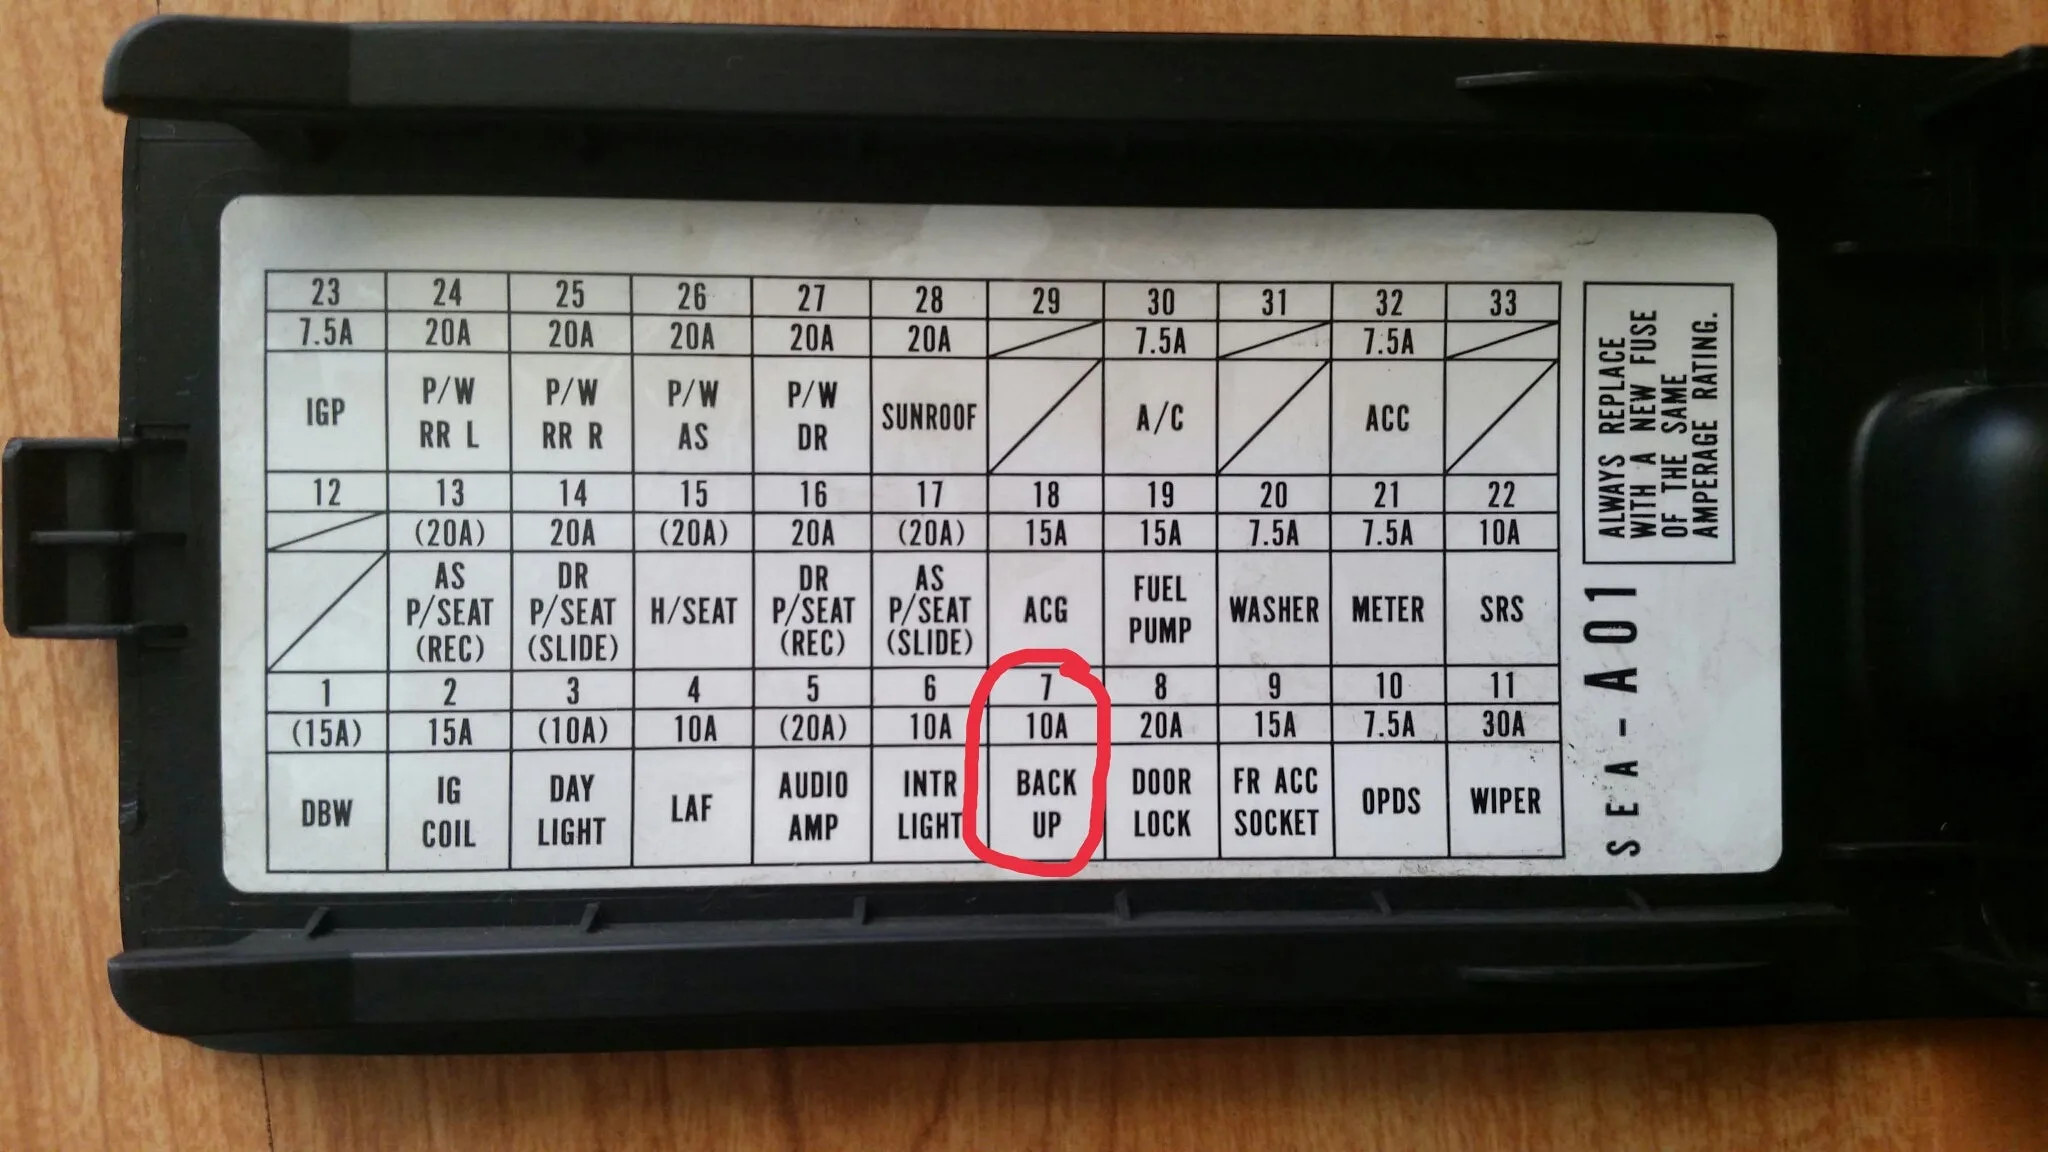 23 24 25 26 27 28 29 30 31 32 33
7.5A 20A 20A 20A 20A 20A 7.5A 7.5A
IGP P/W RR L P/W RR R P/W AS P/W DR SUNROOF A/C ACC
12 13 14 15 16 17 18 19 20 21 22
(20A) 20A (20A) 20A (20A) 15A 15A 7.5A 7.5A 10A
AS P/SEAT (REC) DR P/SEAT (SLIDE) H/SEAT DR P/SEAT (REC) AS P/SEAT (SLIDE) ACG FUEL PUMP WASHER METER SRS
1 2 3 4 5 6 7 8 9 10 11
(15A) 15A (10A) 10A (20A) 10A 10A 20A 15A 7.5A 30A
DBW IG COIL DAY LIGHT LAF AUDIO AMP INTR LIGHT BACK UP DOOR LOCK FR ACC SOCKET OPDS WIPER
ALWAYS REPLACE
WITH A NEW FUSE
OF THE SAME
AMPERAGE RATING.
SEA-A01